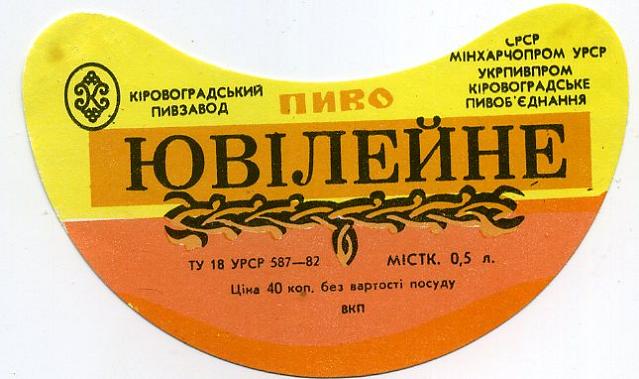 КІРОВОГРАДСЬКИЙ
ПИВЗАВОД
ПИВО
СРСР
МІНХАРЧОПРОМ УРСР
УКРПИВПРОМ
КІРОВОГРАДСЬКЕ
ПИВОБ'ЄДНАННЯ
ЮВІЛЕЙНЕ
ТУ 18 УРСР 587—82 МІСТК. 0,5 л.
Ціна 40 коп. без вартості посуду
ВКП